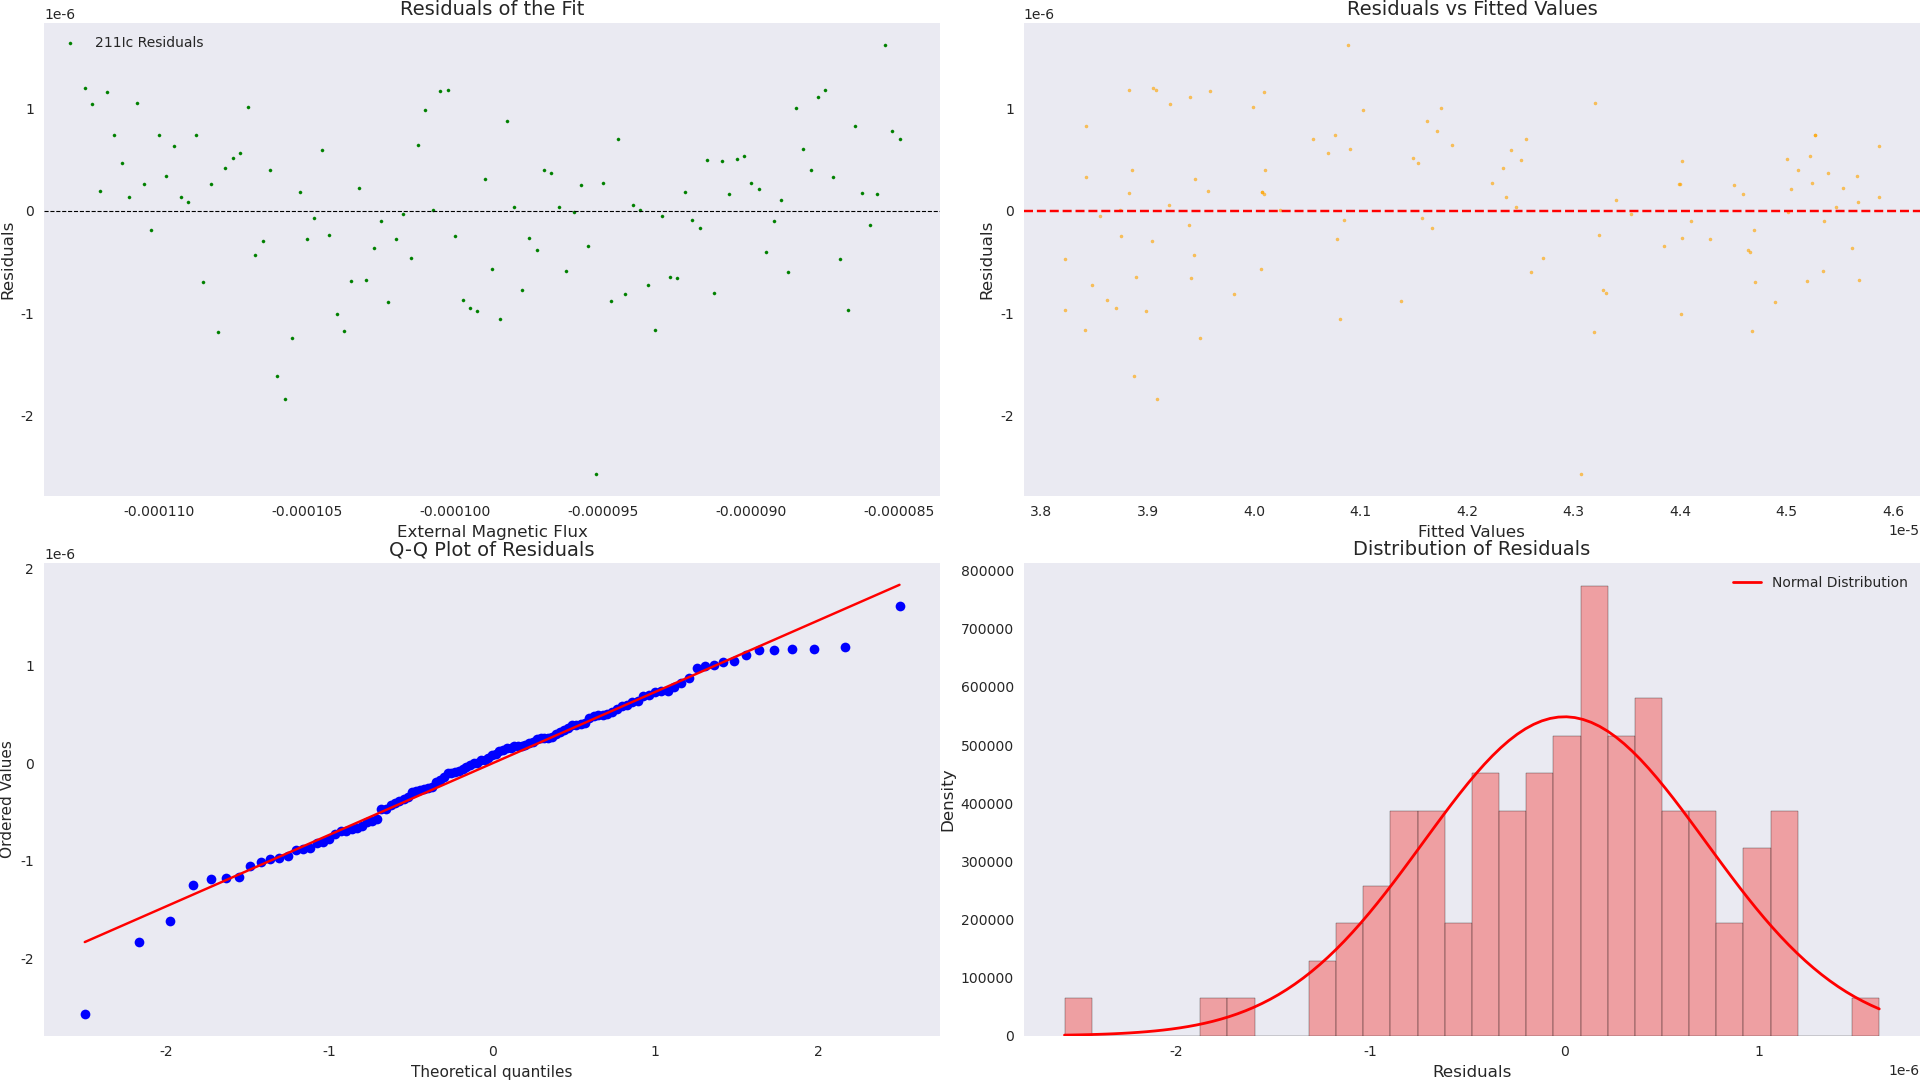 Residuals of the Fit
1e-6
211Ic Residuals
1
0
-1
-2
Residuals
-0.000110 -0.000105 -0.000100 -0.000095 -0.000090 -0.000085
External Magnetic Flux
Residuals vs Fitted Values
1e-6
1
0
-1
-2
Residuals
3.8 3.9 4.0 4.1 4.2 4.3 4.4 4.5 4.6
1e-5
Fitted Values
Q-Q Plot of Residuals
1e-6
2
1
0
-1
-2
Ordered Values
-2 -1 0 1 2
Theoretical quantiles
Distribution of Residuals
Normal Distribution
800000
700000
600000
500000
400000
300000
200000
100000
0
Density
-2 -1 0 1
1e-6
Residuals